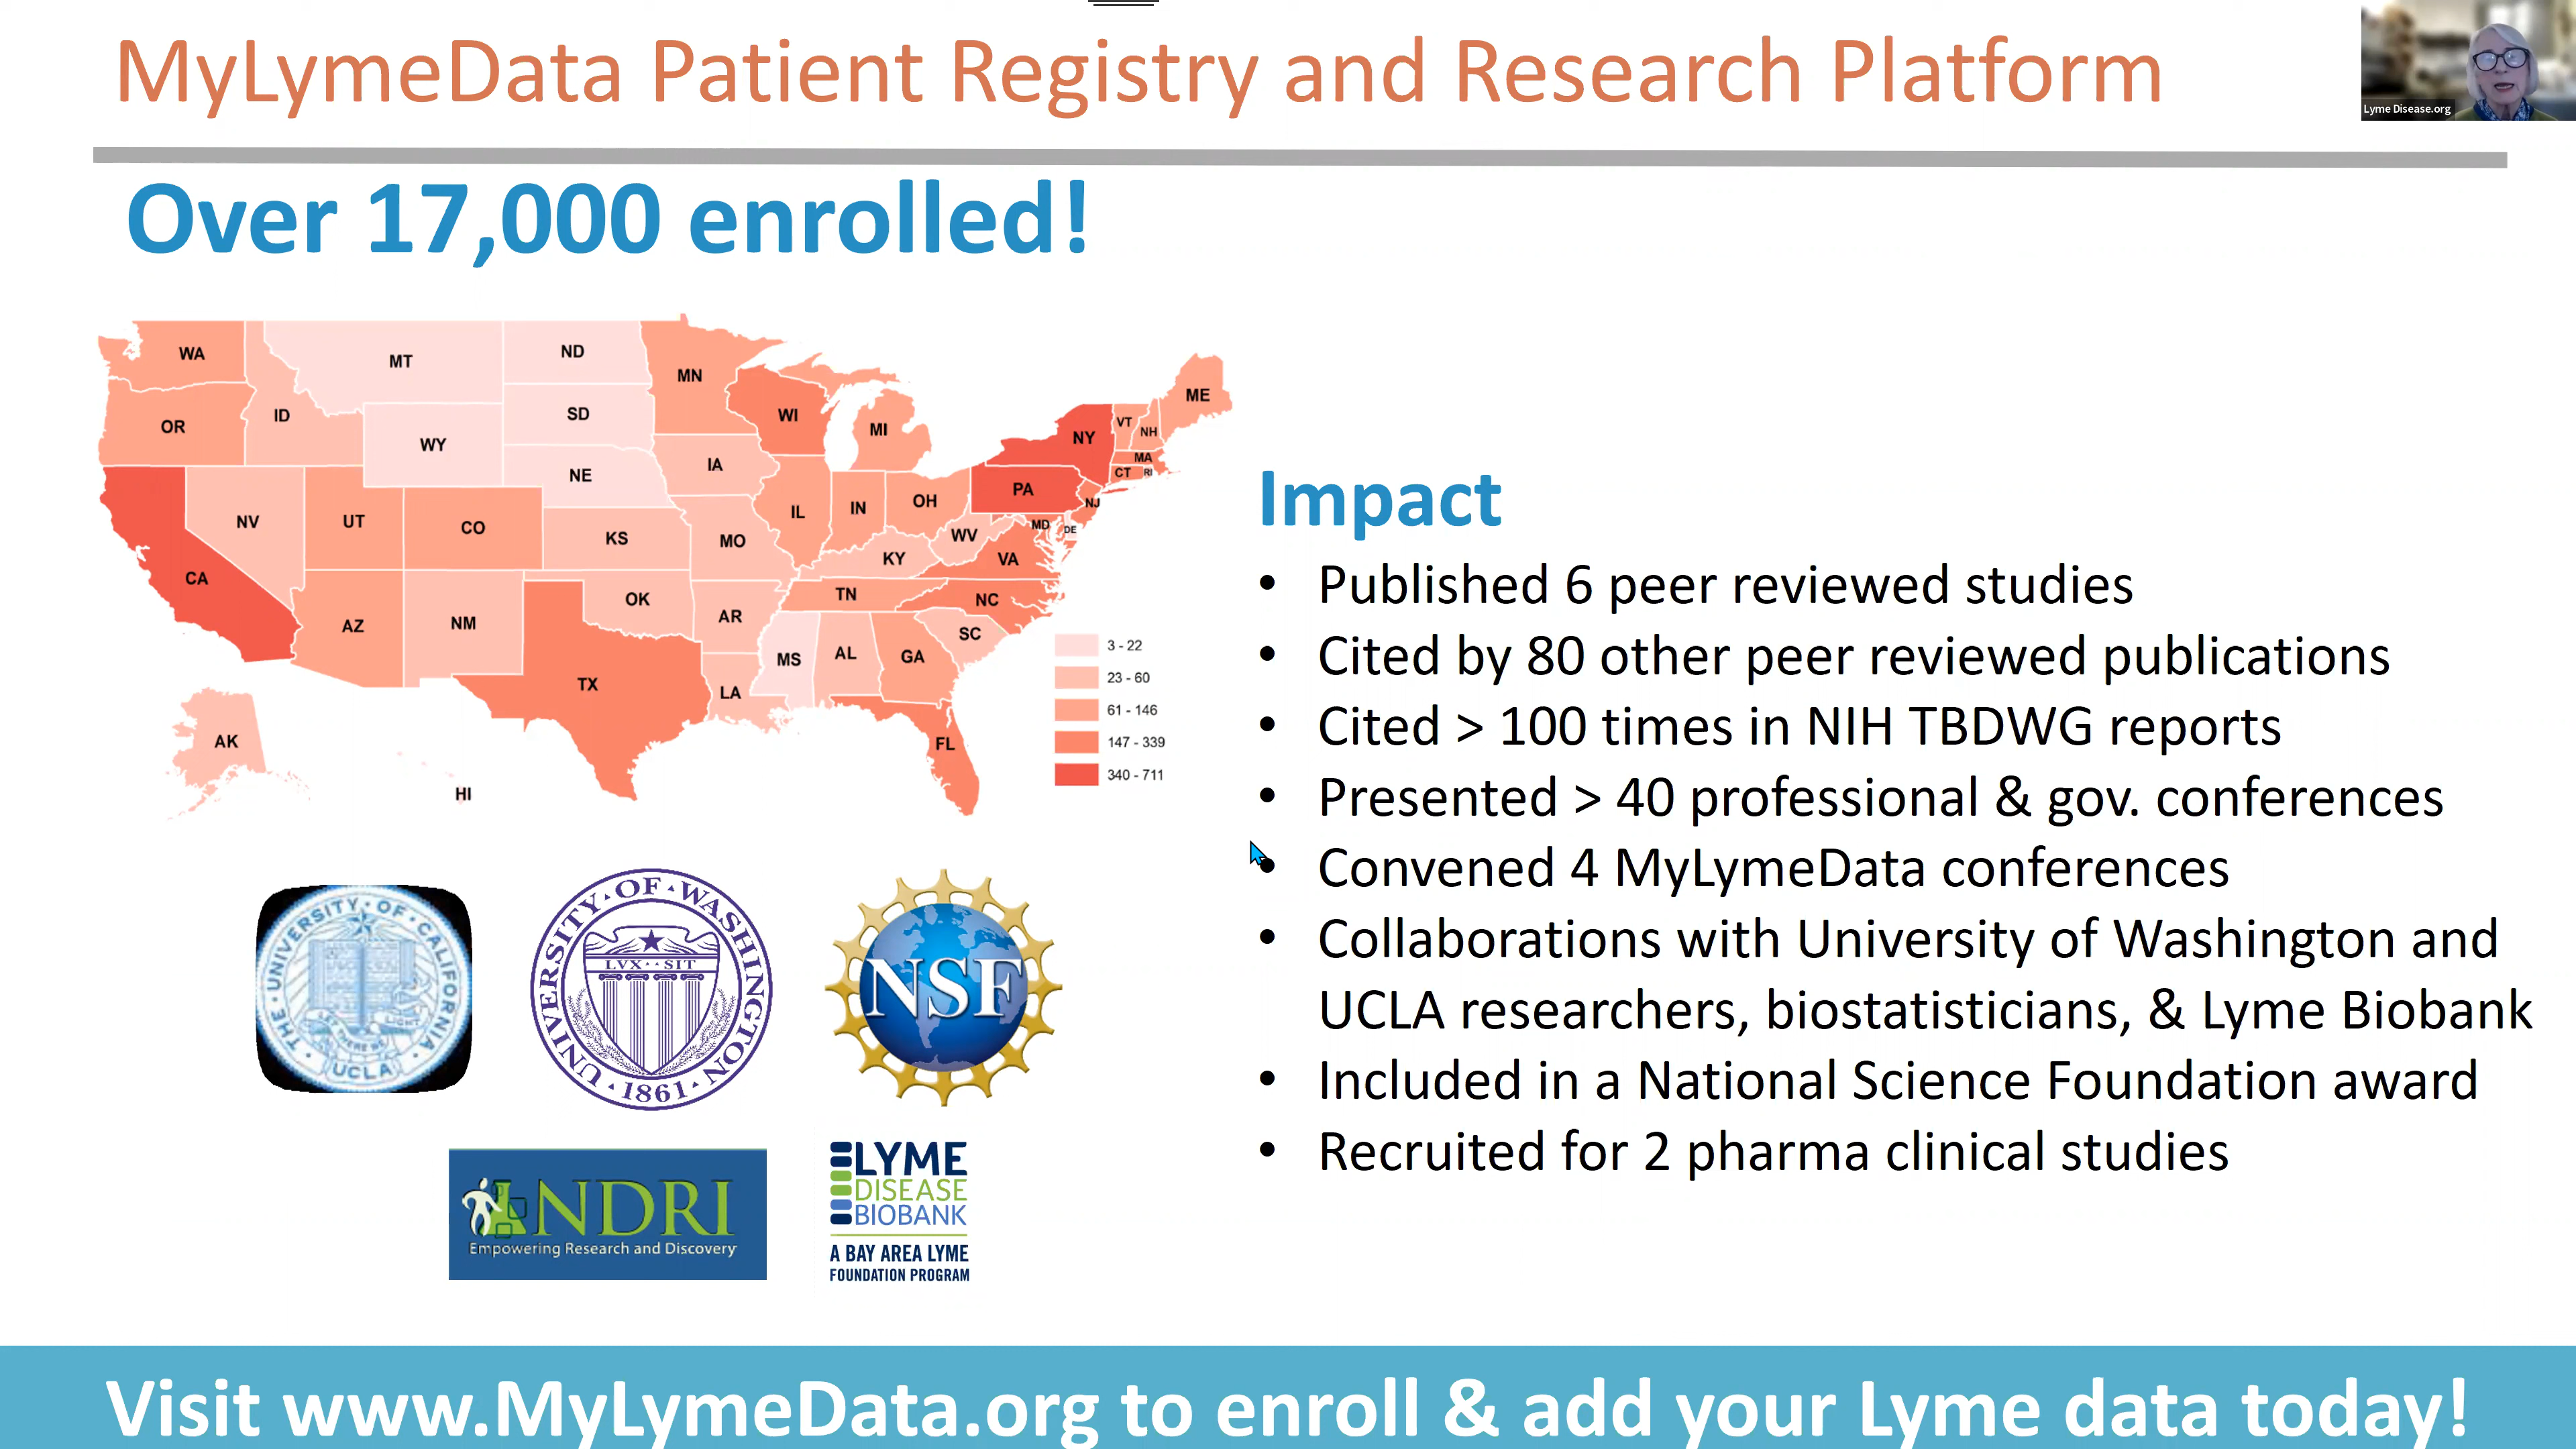 MyLymeData Patient Registry and Research Platform
Lyme Disease.org
Over 17,000 enrolled!
WA
MT
ND
MN
OR
ID
WY
SD
WI
MI
NY
VT
NH
ME
MA
CT
RI
NE
IA
PA
NJ
NV
UT
CO
KS
MO
IL
IN
OH
WV
MD
DE
VA
KY
CA
AZ
NM
OK
AR
TN
NC
SC
TX
LA
MS
AL
GA
FL
AK
HI
3 - 22
23 - 60
61 - 146
147 - 339
340 - 711
Impact
• Published 6 peer reviewed studies
• Cited by 80 other peer reviewed publications
• Cited > 100 times in NIH TBDWG reports
• Presented > 40 professional & gov. conferences
• Convened 4 MyLymeData conferences
• Collaborations with University of Washington and
UCLA researchers, biostatisticians, & Lyme Biobank
• Included in a National Science Foundation award
• Recruited for 2 pharma clinical studies
THE · UNIVERSITY · OF · CALIFORNIA ·
LIGHT
UCLA
UNIVERSITY · OF · WASHINGTON
LVX · · SIT
· 1861 ·
NSF
NDRI
Empowering Research and Discovery
LYME
DISEASE
BIOBANK
A BAY AREA LYME
FOUNDATION PROGRAM
Visit www.MyLymeData.org to enroll & add your Lyme data today!